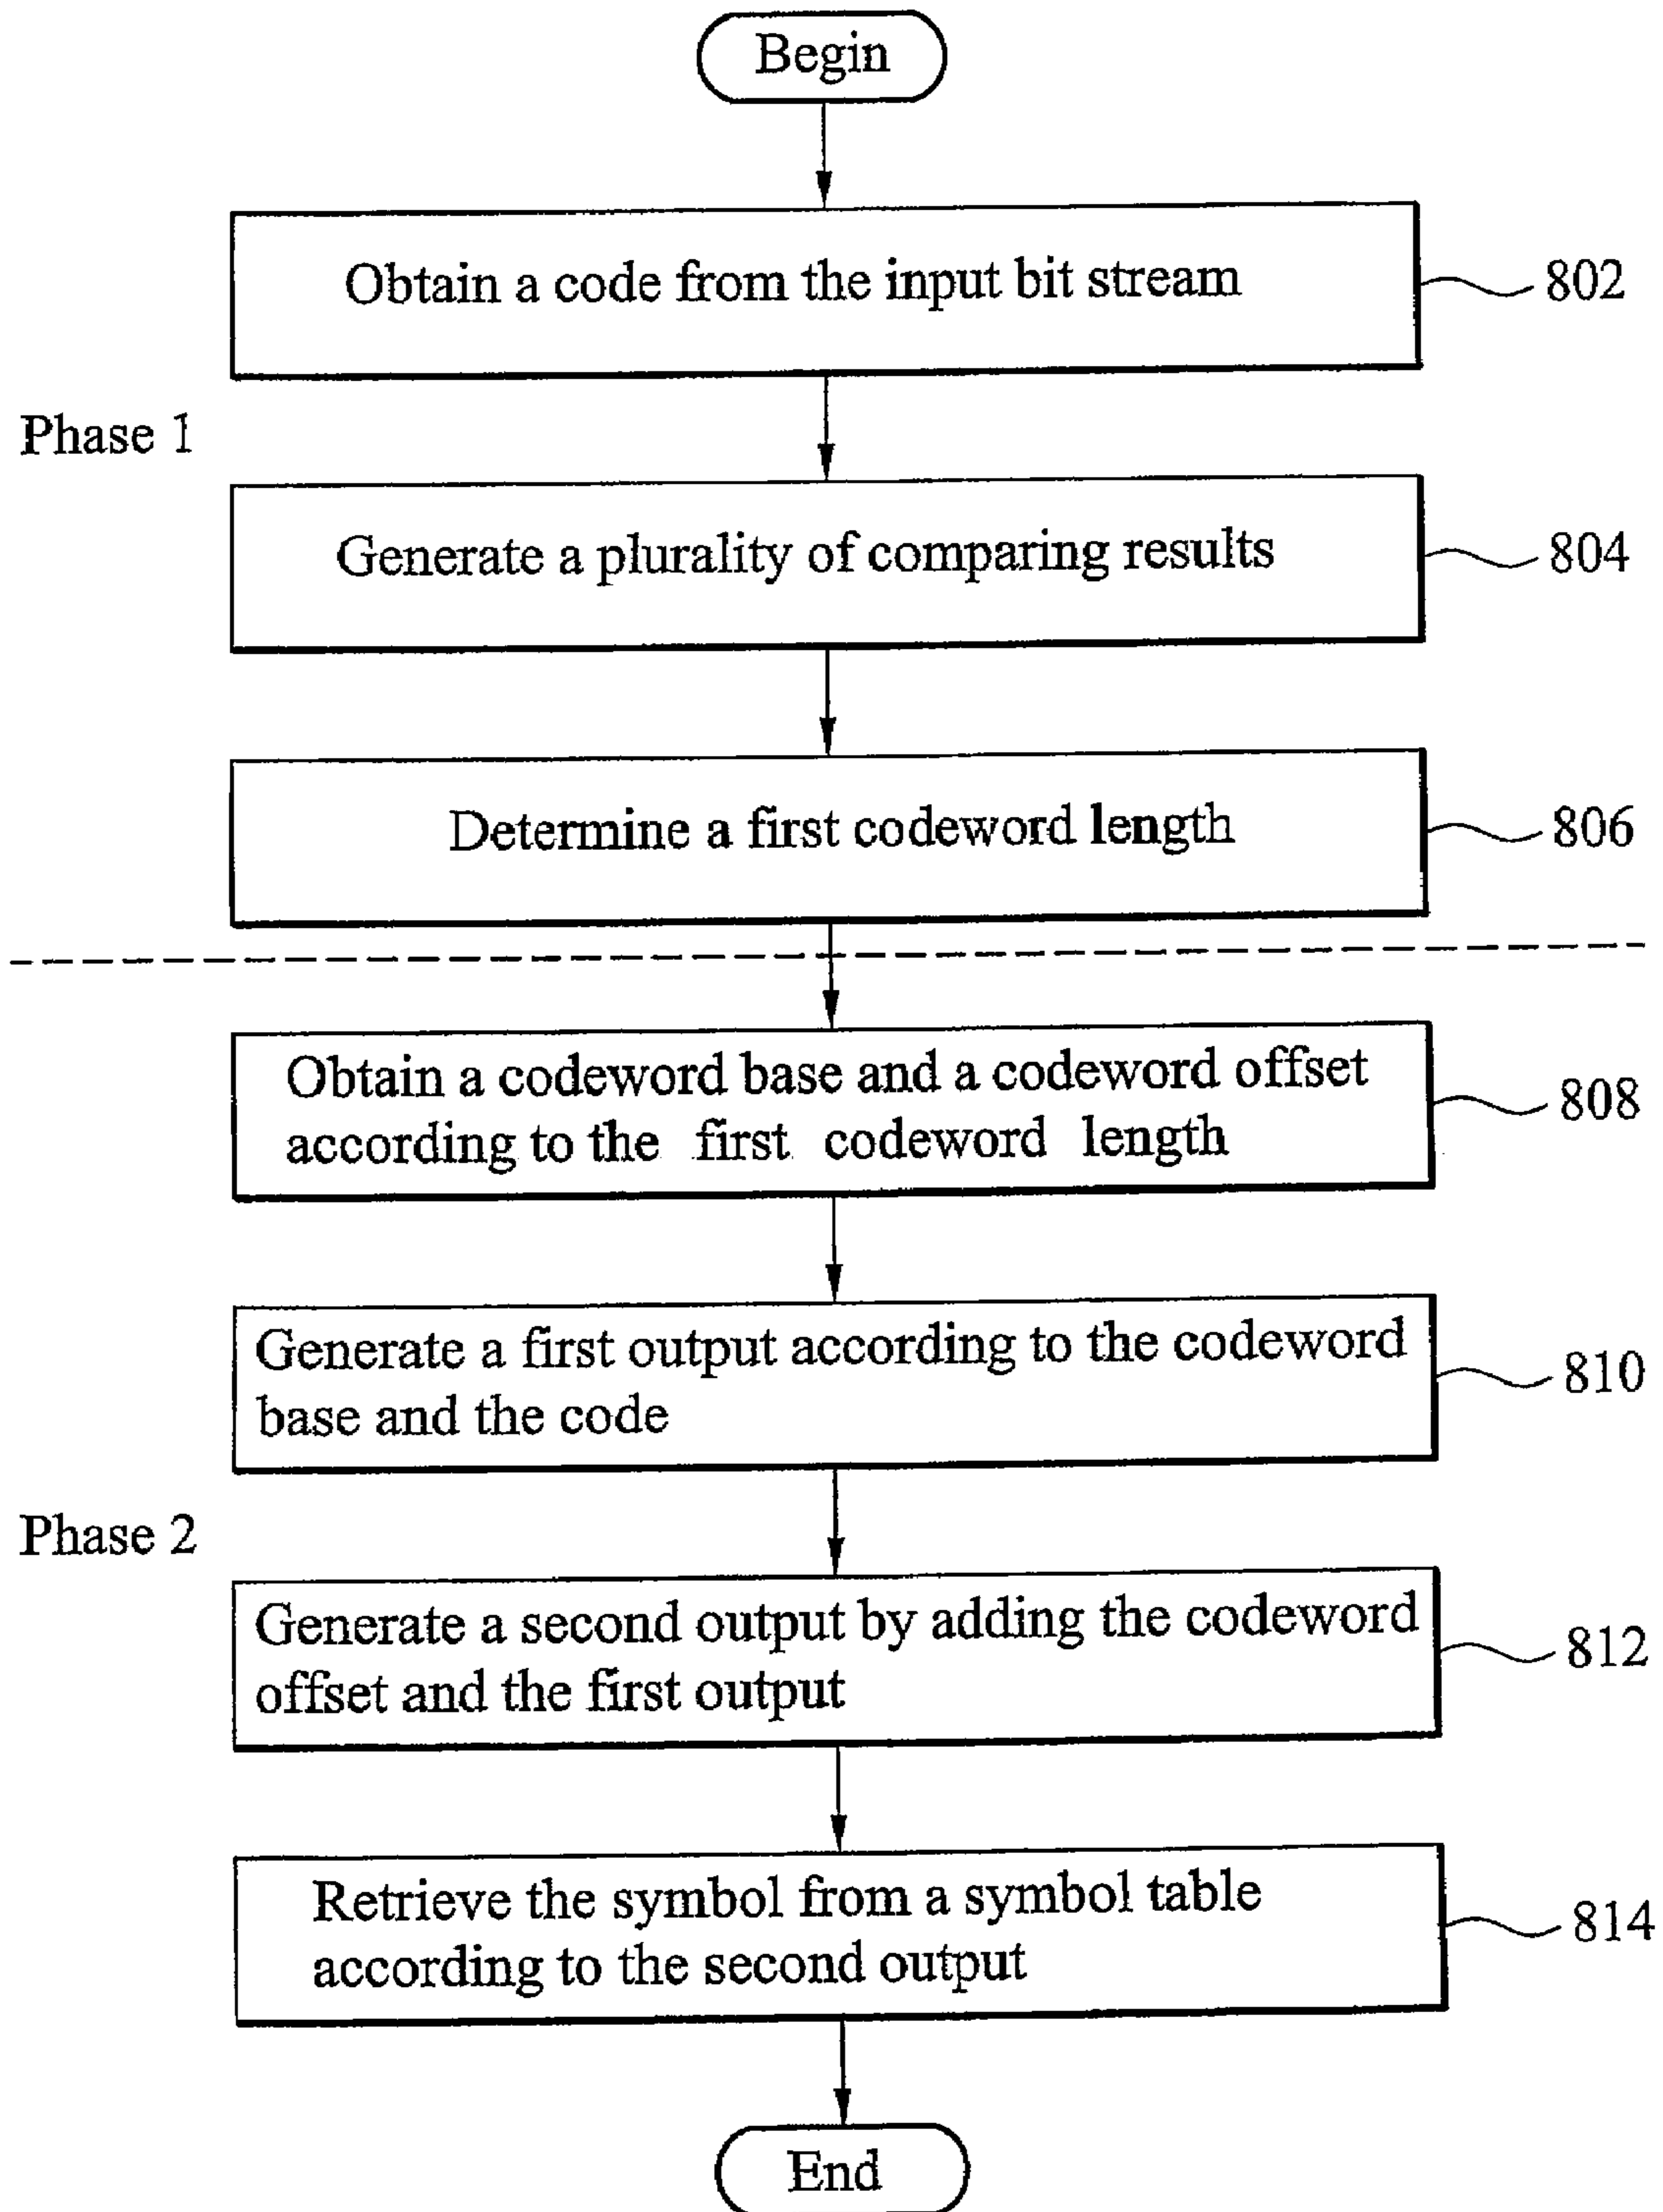 Begin
Obtain a code from the input bit stream
802
Phase 1
Generate a plurality of comparing results
804
Determine a first codeword length
806
Obtain a codeword base and a codeword offset
according to the first codeword length
808
Generate a first output according to the codeword
base and the code
810
Phase 2
Generate a second output by adding the codeword
offset and the first output
812
Retrieve the symbol from a symbol table
according to the second output
814
End